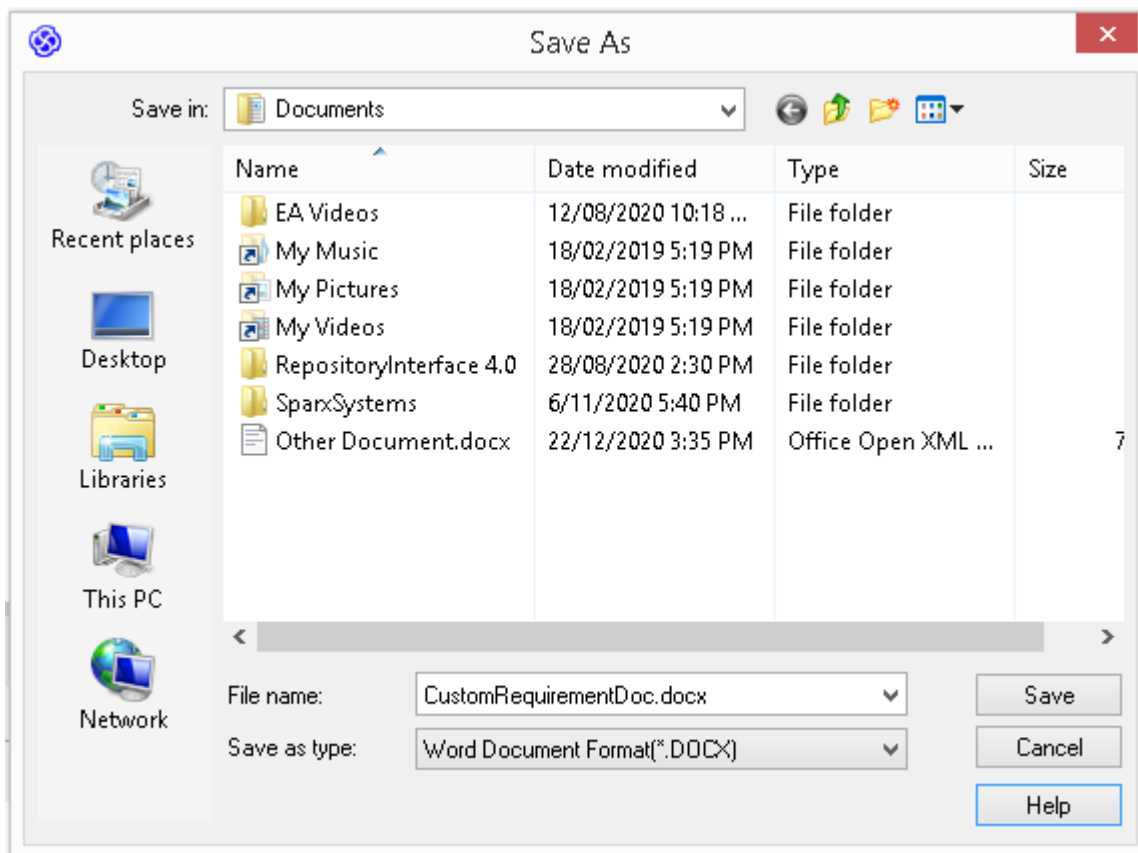 Save As
Save in: Documents
Name Date modified Type Size
EA Videos 12/08/2020 10:18 ... File folder
My Music 18/02/2019 5:19 PM File folder
My Pictures 18/02/2019 5:19 PM File folder
My Videos 18/02/2019 5:19 PM File folder
RepositoryInterface 4.0 28/08/2020 2:30 PM File folder
SparxSystems 6/11/2020 5:40 PM File folder
Other Document.docx 22/12/2020 3:35 PM Office Open XML ... 7
Recent places
Desktop
Libraries
This PC
Network
File name: CustomRequirementDoc.docx Save
Save as type: Word Document Format(*.DOCX) Cancel
Help